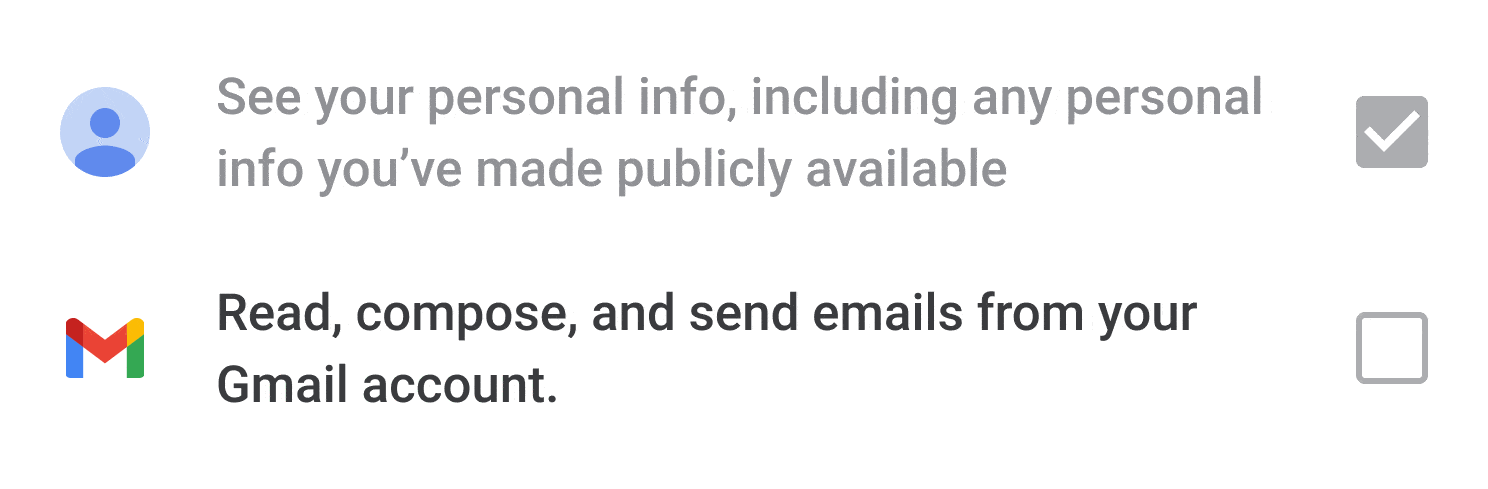 See your personal info, including any personal
info you’ve made publicly available
Read, compose, and send emails from your
Gmail account.